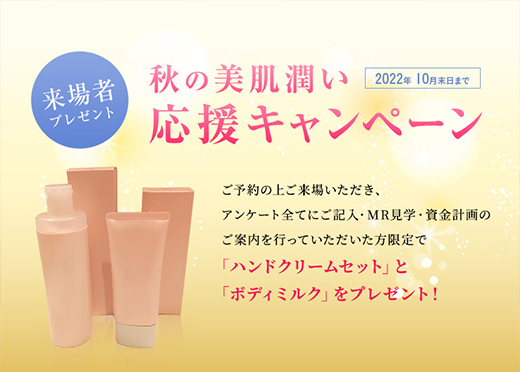 来場者
プレゼント
秋の美肌潤い
2022年 10月末日まで
応援キャンペーン
ご予約の上ご来場いただき、
アンケート全てにご記入・MR見学・資金計画の
ご案内を行っていただいた方限定で
「ハンドクリームセット」と
「ボディミルク」をプレゼント!